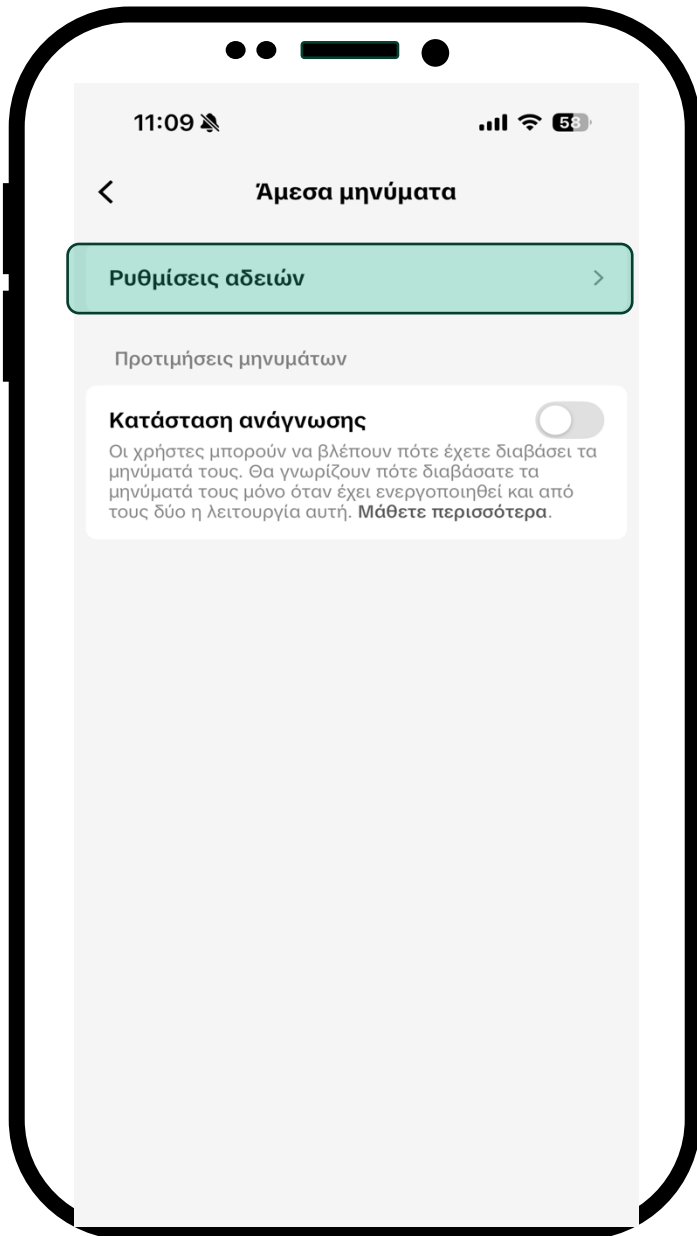 11:09
58
Άμεσα μηνύματα
Ρυθμίσεις αδειών
Προτιμήσεις μηνυμάτων
Κατάσταση ανάγνωσης
Οι χρήστες μπορούν να βλέπουν πότε έχετε διαβάσει τα
μηνύματά τους. Θα γνωρίζουν πότε διαβάσατε τα
μηνύματά τους μόνο όταν έχει ενεργοποιηθεί και από
τους δύο η λειτουργία αυτή. Μάθετε περισσότερα.